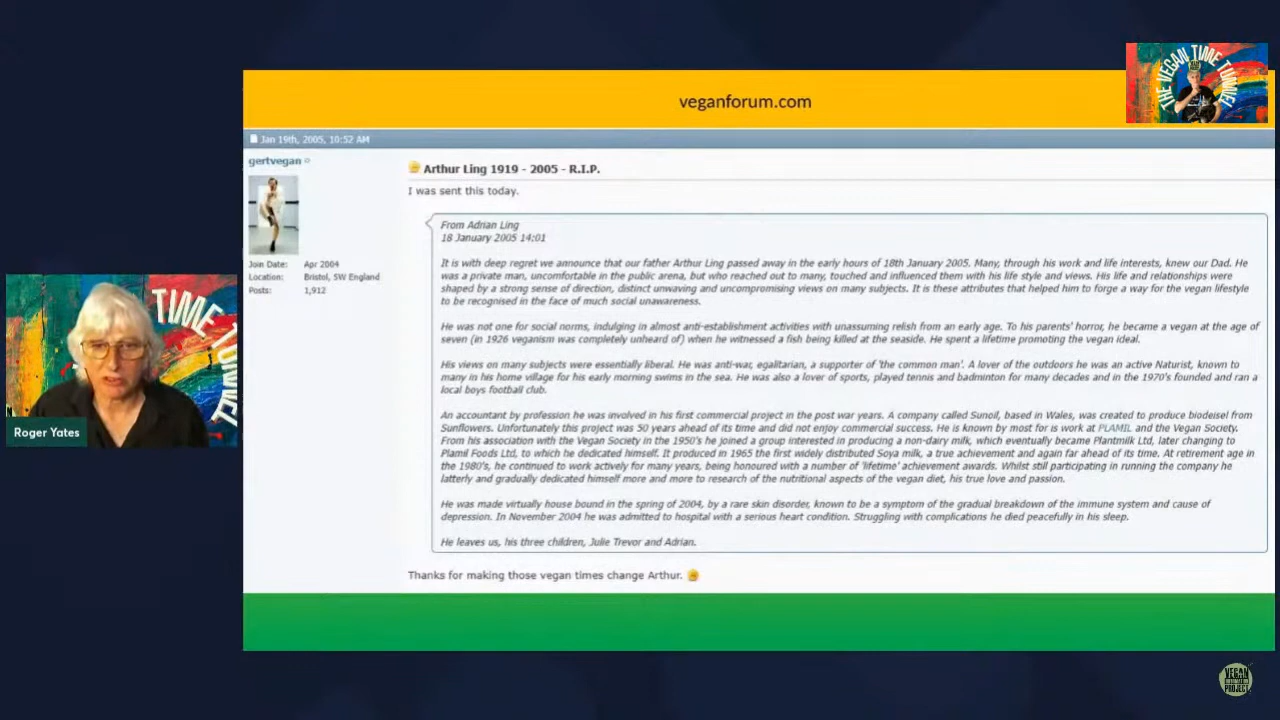 veganforum.com
THE VEGAN TIME TUNNEL
Jan 19th, 2005, 10:52 AM
gertvegan
Join Date: Apr 2004
Location: Bristol, SW England
Posts: 1,912
Arthur Ling 1919 - 2005 - R.I.P.
I was sent this today.
From Adrian Ling
18 January 2005 14:01
It is with deep regret we announce that our father Arthur Ling passed away in the early hours of 18th January 2005. Many, through his work and life interests, knew our Dad. He
was a private man, uncomfortable in the public arena, but who reached out to many, touched and influenced them with his life style and views. His life and relationships were
shaped by a strong sense of direction, distinct unwaving and uncompromising views on many subjects. It is these attributes that helped him to forge a way for the vegan lifestyle
to be recognised in the face of much social unawareness.
He was not one for social norms, indulging in almost anti-establishment activities with unassuming relish from an early age. To his parents' horror, he became a vegan at the age of
seven (in 1926 veganism was completely unheard of) when he witnessed a fish being killed at the seaside. He spent a lifetime promoting the vegan ideal.
His views on many subjects were essentially liberal. He was anti-war, egalitarian, a supporter of 'the common man'. A lover of the outdoors he was an active Naturist, known to
many in his home village for his early morning swims in the sea. He was also a lover of sports, played tennis and badminton for many decades and in the 1970's founded and ran a
local boys football club.
An accountant by profession he was involved in his first commercial project in the post war years. A company called Sunoil, based in Wales, was created to produce biodeisel from
Sunflowers. Unfortunately this project was 50 years ahead of its time and did not enjoy commercial success. He is known by most for is work at PLAMIL and the Vegan Society.
From his association with the Vegan Society in the 1950's he joined a group interested in producing a non-dairy milk, which eventually became Plantmilk Ltd, later changing to
Plamil Foods Ltd, to which he dedicated himself. It produced in 1965 the first widely distributed Soya milk, a true achievement and again far ahead of its time. At retirement age in
the 1980's, he continued to work actively for many years, being honoured with a number of 'lifetime' achievement awards. Whilst still participating in running the company he
latterly and gradually dedicated himself more and more to research of the nutritional aspects of the vegan diet, his true love and passion.
He was made virtually house bound in the spring of 2004, by a rare skin disorder, known to be a symptom of the gradual breakdown of the immune system and cause of
depression. In November 2004 he was admitted to hospital with a serious heart condition. Struggling with complications he died peacefully in his sleep.
He leaves us, his three children, Julie Trevor and Adrian.
Thanks for making those vegan times change Arthur.
TIME TUNNEL
Roger Yates
VEGAN
PROJECT